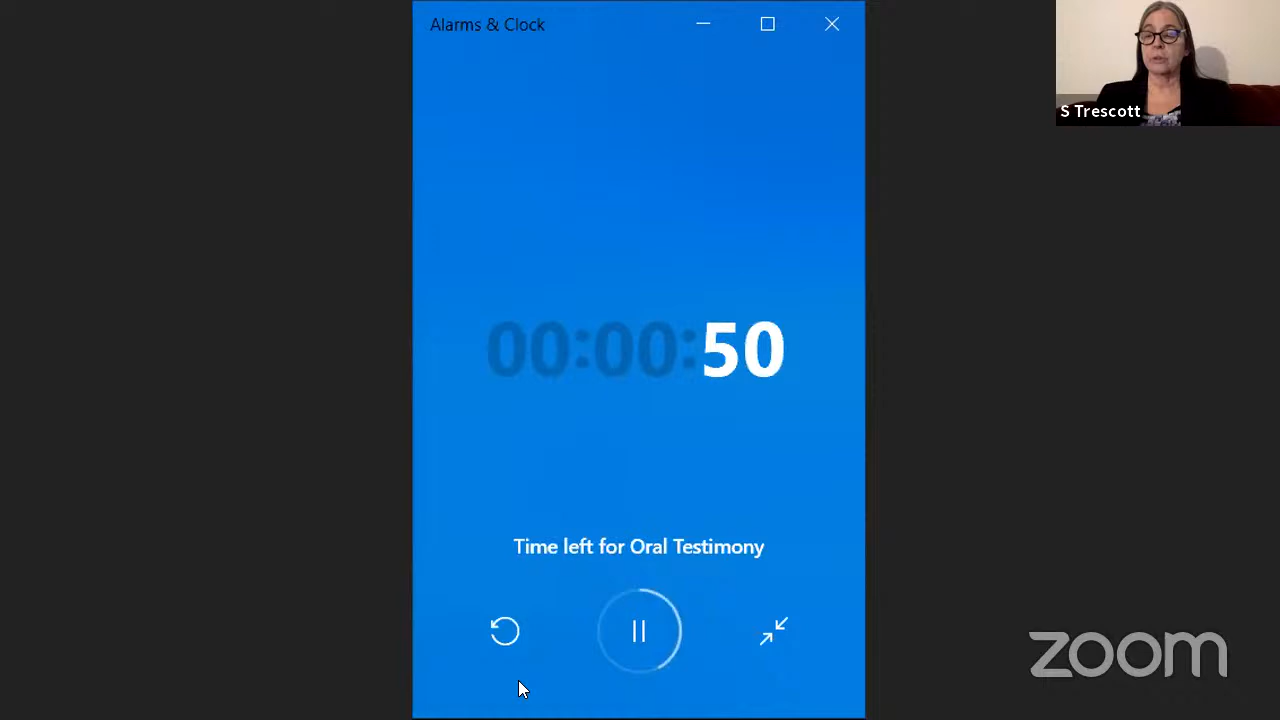 Alarms & Clock
S Trescott
00:00:50
Time left for Oral Testimony
zoom